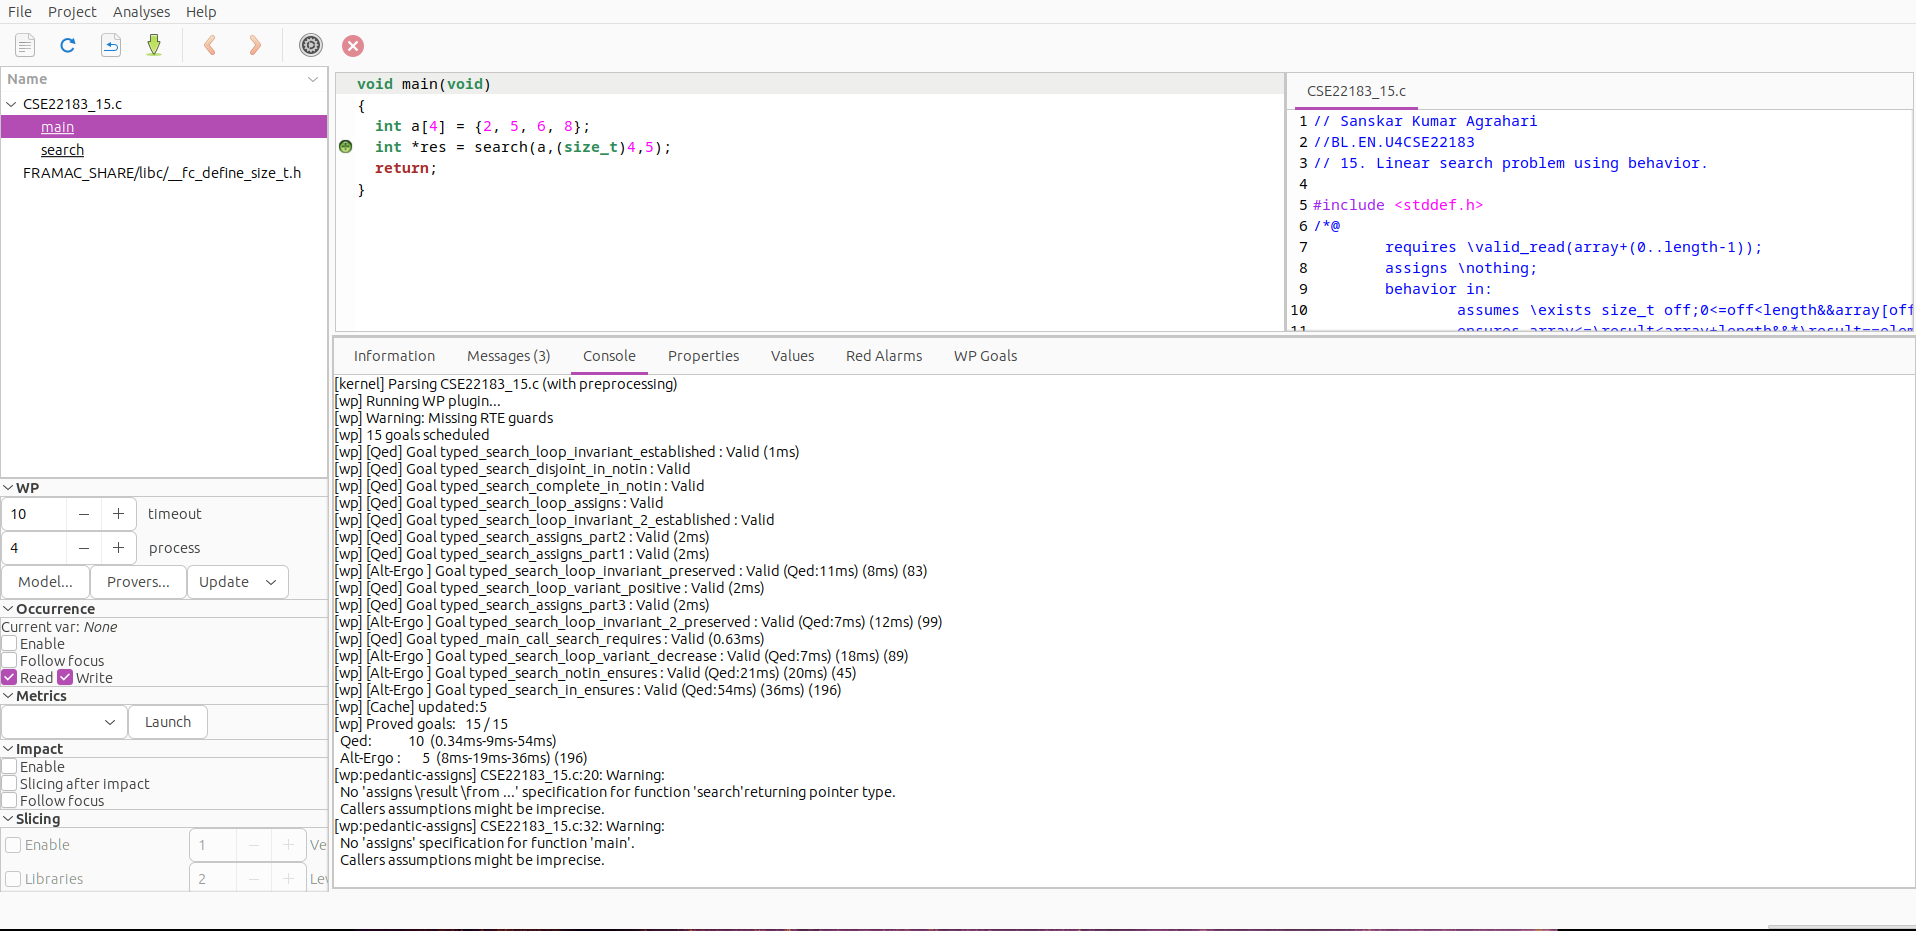 File Project Analyses Help
Name
CSE22183_15.c
main
search
FRAMAC_SHARE/libc/__fc_define_size_t.h
WP
10 − + timeout
4 − + process
Model... Provers... Update
Occurrence
Current var: None
Enable
Follow focus
Read Write
Metrics
Launch
Impact
Enable
Slicing after impact
Follow focus
Slicing
Enable 1 − + Ve
Libraries 2 − + Lev
void main(void)
{
int a[4] = {2, 5, 6, 8};
int *res = search(a,(size_t)4,5);
return;
}
CSE22183_15.c
1 // Sanskar Kumar Agrahari
2 //BL.EN.U4CSE22183
3 // 15. Linear search problem using behavior.
4
5 #include <stddef.h>
6 /*@
7 requires \valid_read(array+(0..length-1));
8 assigns \nothing;
9 behavior in:
10 assumes \exists size_t off;0<=off<length&&array[off
11 ensures array<=\result<array+length&&*\result==elem
Information Messages (3) Console Properties Values Red Alarms WP Goals
[kernel] Parsing CSE22183_15.c (with preprocessing)
[wp] Running WP plugin...
[wp] Warning: Missing RTE guards
[wp] 15 goals scheduled
[wp] [Qed] Goal typed_search_loop_invariant_established : Valid (1ms)
[wp] [Qed] Goal typed_search_disjoint_in_notin : Valid
[wp] [Qed] Goal typed_search_complete_in_notin : Valid
[wp] [Qed] Goal typed_search_loop_assigns : Valid
[wp] [Qed] Goal typed_search_loop_invariant_2_established : Valid
[wp] [Qed] Goal typed_search_assigns_part2 : Valid (2ms)
[wp] [Qed] Goal typed_search_assigns_part1 : Valid (2ms)
[wp] [Alt-Ergo ] Goal typed_search_loop_invariant_preserved : Valid (Qed:11ms) (8ms) (83)
[wp] [Qed] Goal typed_search_loop_variant_positive : Valid (2ms)
[wp] [Qed] Goal typed_search_assigns_part3 : Valid (2ms)
[wp] [Alt-Ergo ] Goal typed_search_loop_invariant_2_preserved : Valid (Qed:7ms) (12ms) (99)
[wp] [Qed] Goal typed_main_call_search_requires : Valid (0.63ms)
[wp] [Alt-Ergo ] Goal typed_search_loop_variant_decrease : Valid (Qed:7ms) (18ms) (89)
[wp] [Alt-Ergo ] Goal typed_search_notin_ensures : Valid (Qed:21ms) (20ms) (45)
[wp] [Alt-Ergo ] Goal typed_search_in_ensures : Valid (Qed:54ms) (36ms) (196)
[wp] [Cache] updated:5
[wp] Proved goals: 15 / 15
Qed: 10 (0.34ms-9ms-54ms)
Alt-Ergo : 5 (8ms-19ms-36ms) (196)
[wp:pedantic-assigns] CSE22183_15.c:20: Warning:
No 'assigns \result \from ...' specification for function 'search'returning pointer type.
Callers assumptions might be imprecise.
[wp:pedantic-assigns] CSE22183_15.c:32: Warning:
No 'assigns' specification for function 'main'.
Callers assumptions might be imprecise.